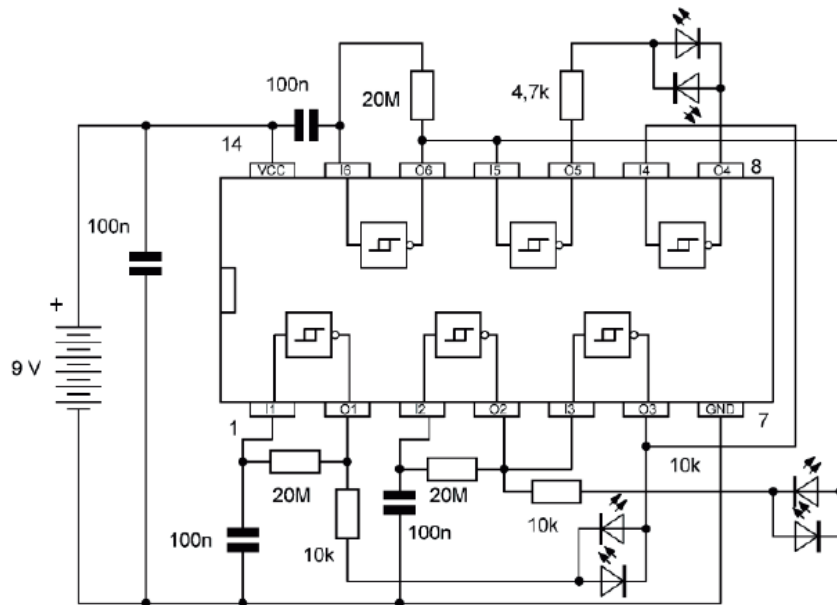 100n
20M
4,7k
14
8
VCC
I6
O6
I5
O5
I4
O4
100n
+
9 V
I1
O1
I2
O2
I3
O3
GND
1
7
20M
20M
10k
100n
10k
100n
10k